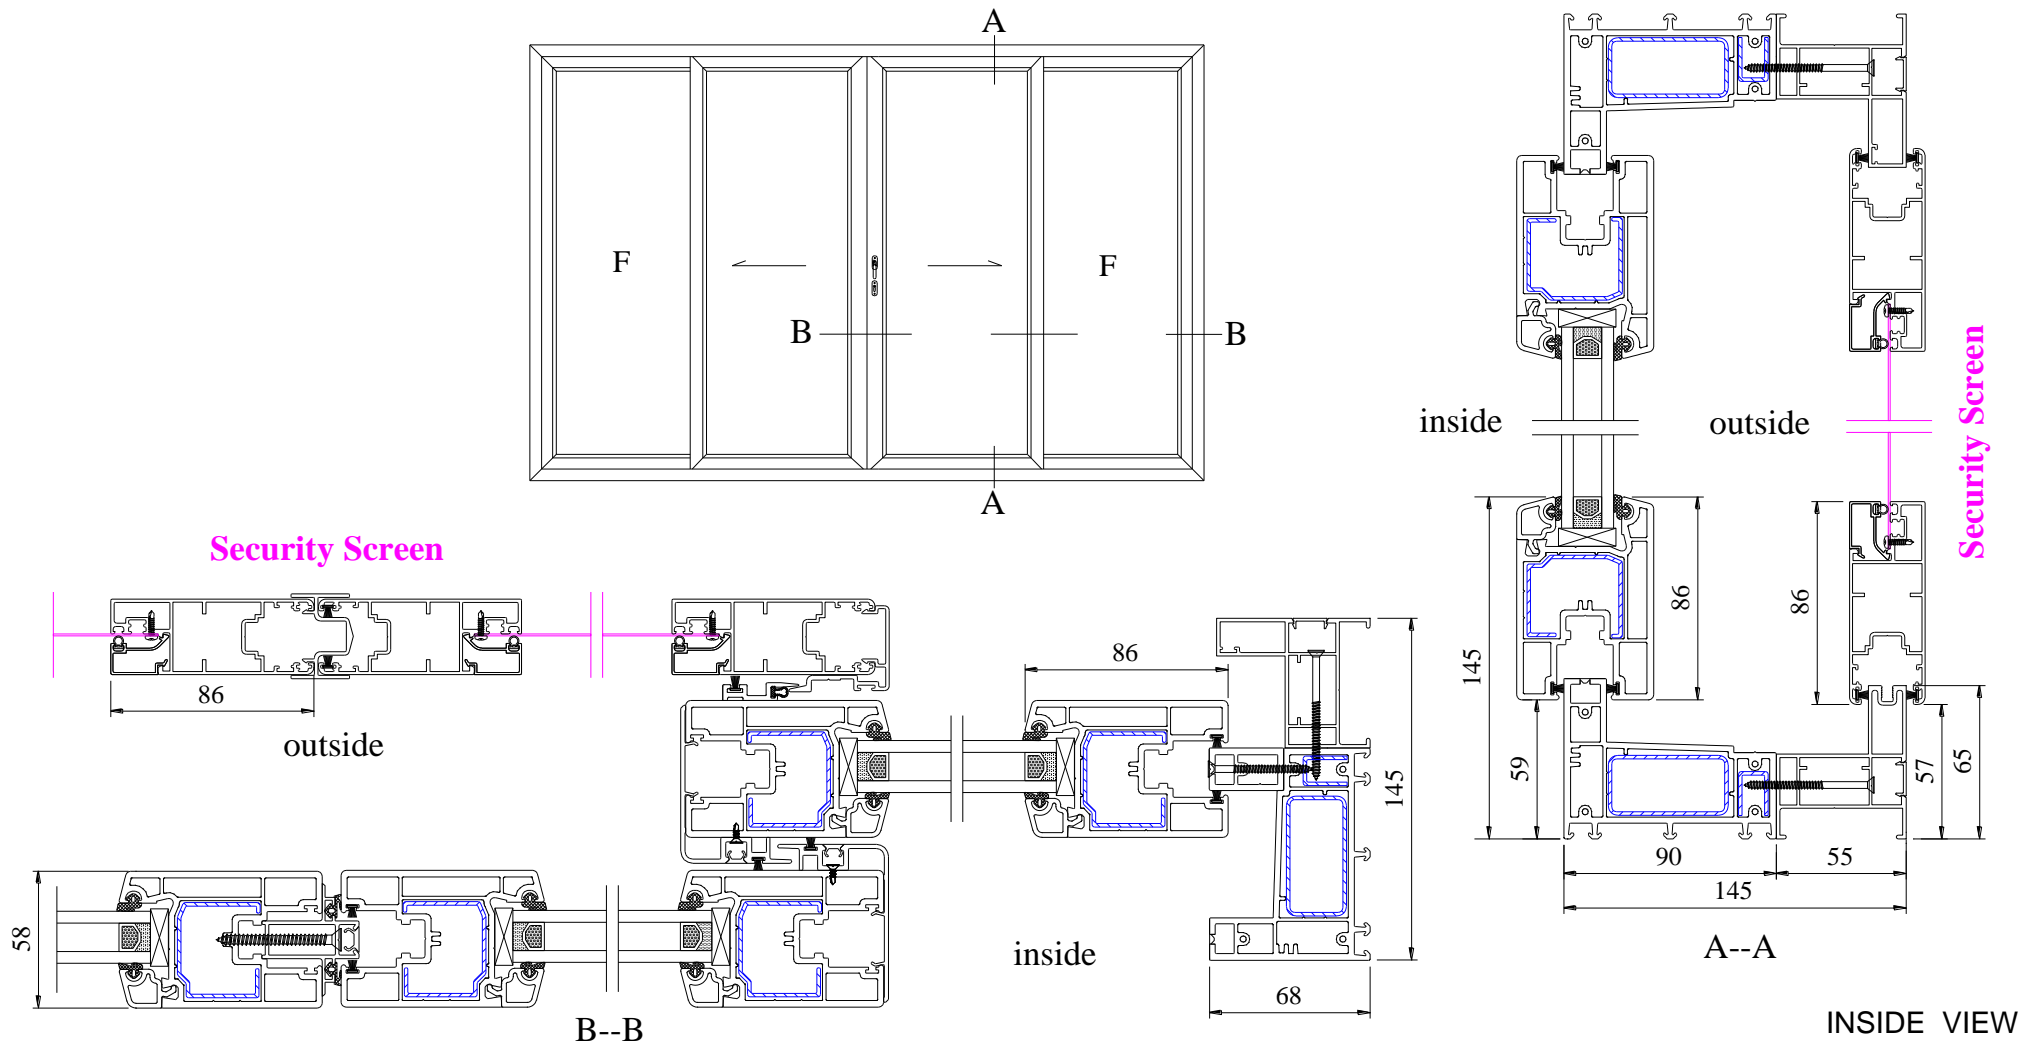 A
F
F
B
B
A
inside
outside
Security Screen
145
86
86
59
57
65
90
55
145
A--A
Security Screen
86
outside
86
145
58
inside
68
B--B
INSIDE VIEW